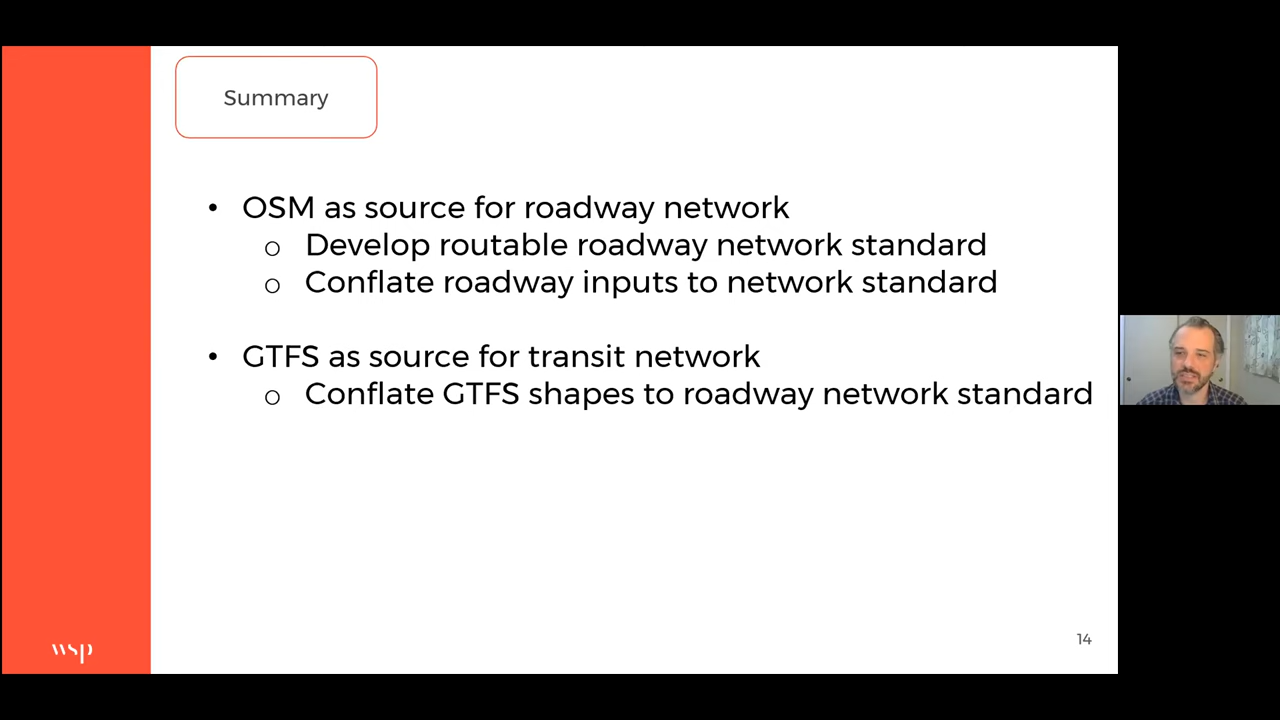 Summary
• OSM as source for roadway network
o Develop routable roadway network standard
o Conflate roadway inputs to network standard
• GTFS as source for transit network
o Conflate GTFS shapes to roadway network standard
wsp
14